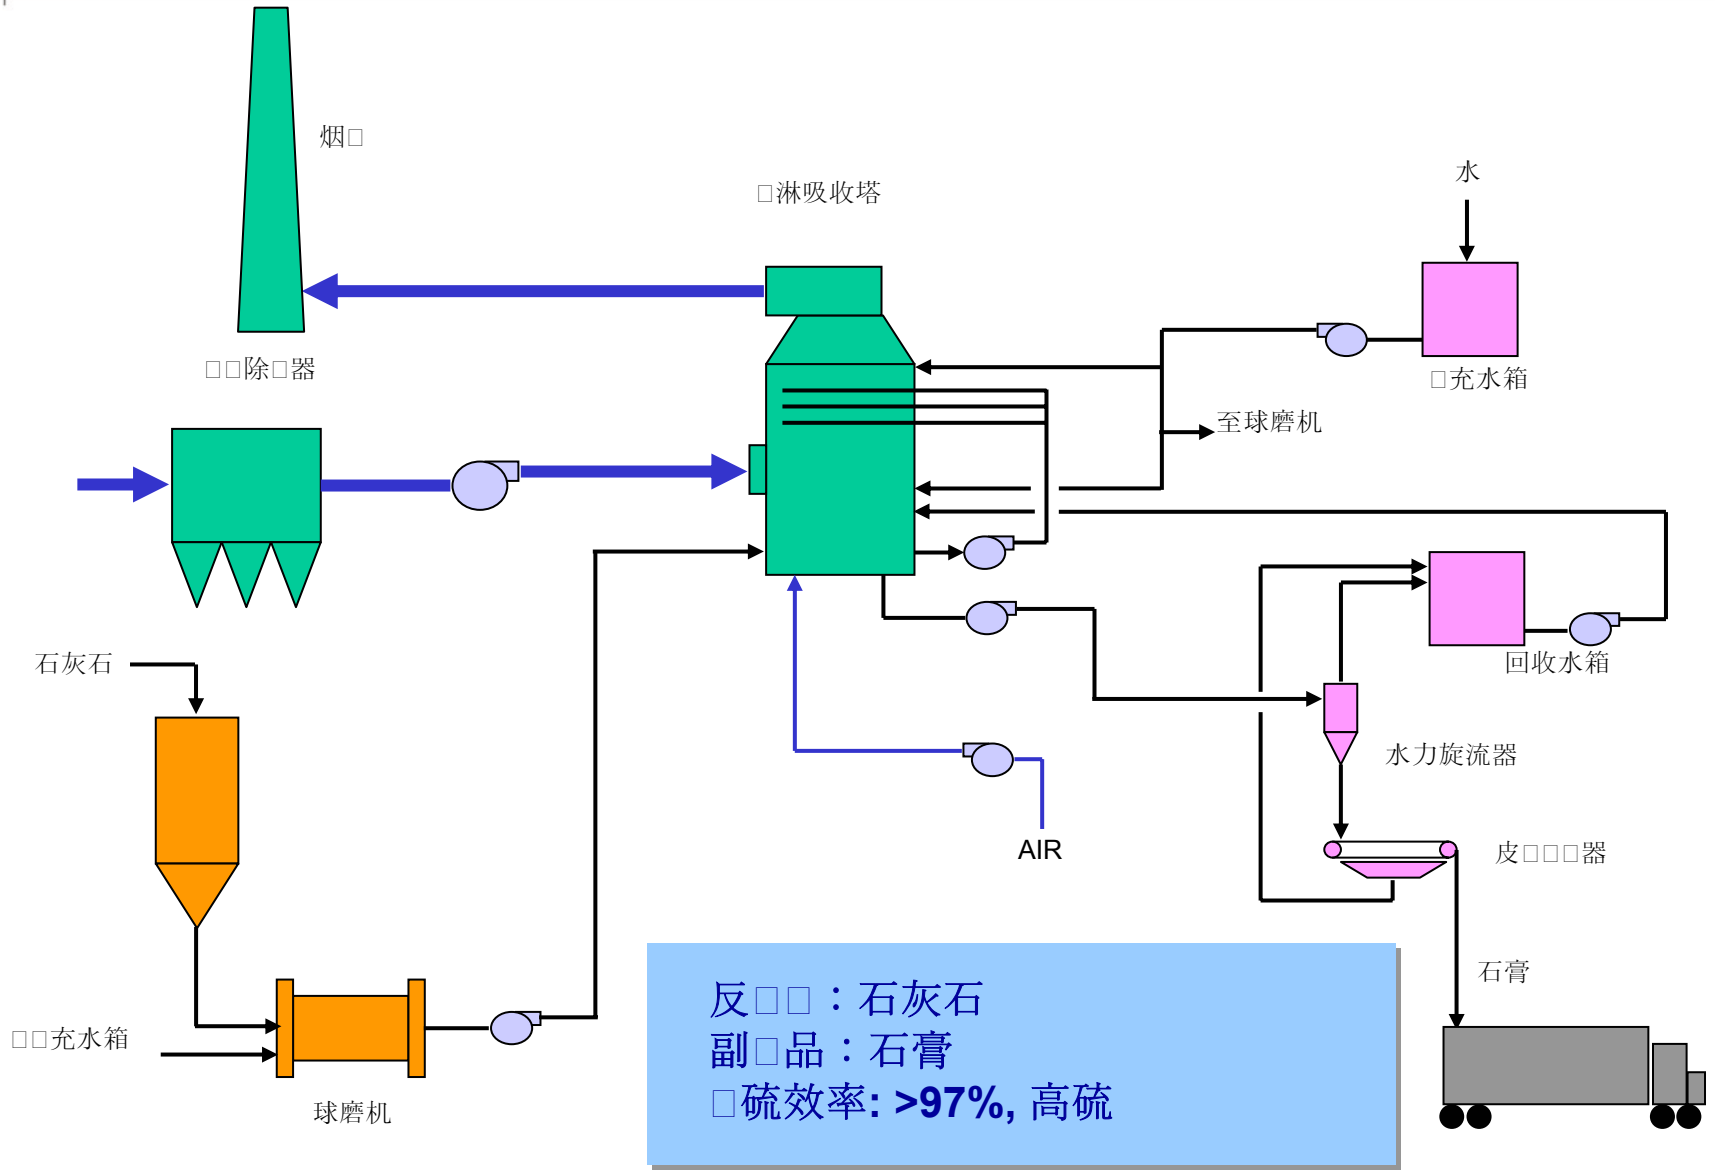 烟□
□淋吸收塔
水
□□除□器
□充水箱
至球磨机
石灰石
回收水箱
水力旋流器
AIR
皮□□□器
石膏
□□充水箱
球磨机
反□□：石灰石
副□品：石膏
□硫效率: >97%, 高硫